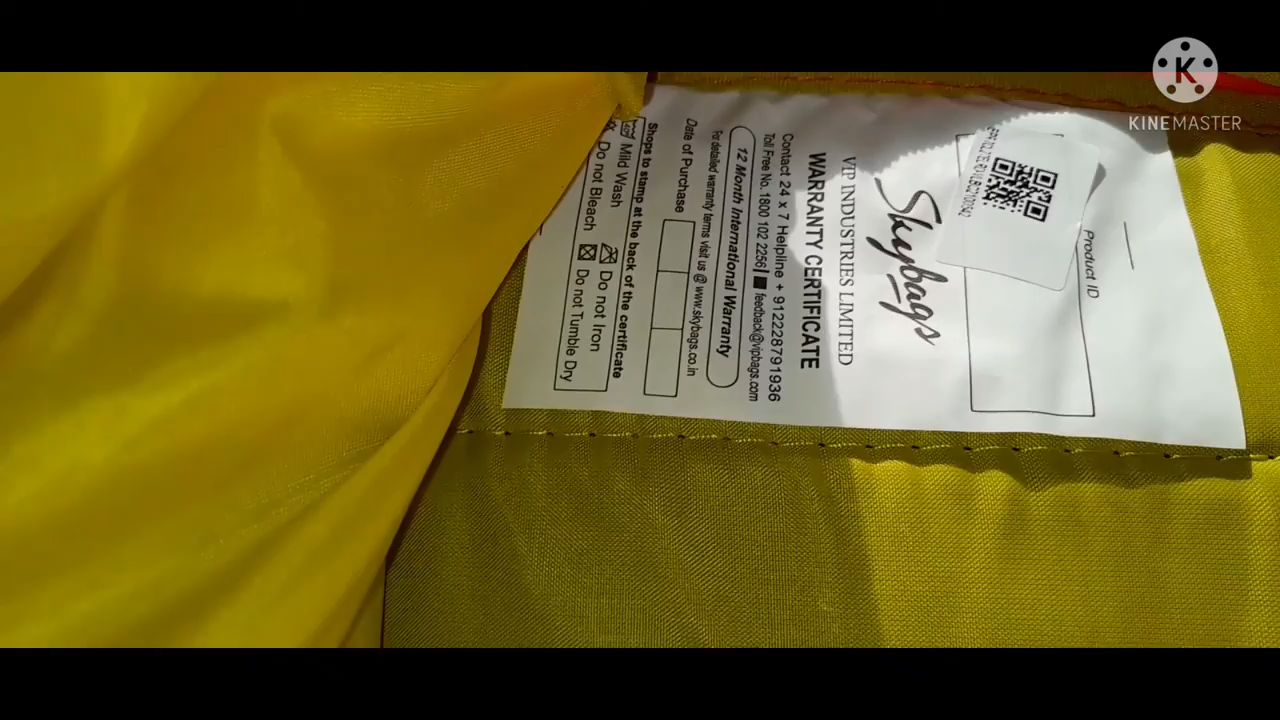 KINEMASTER
Product ID
Skybags
VIP INDUSTRIES LIMITED
WARRANTY CERTIFICATE
Contact 24 x 7 Helpline + 912228791936
Toll Free No. 1800 102 2256 | feedback@vipbags.com
12 Month International Warranty
For detailed warranty terms visit us @ www.skybags.co.in
Date of Purchase
Shops to stamp at the back of the certificate
Mild Wash Do not Iron
Do not Bleach Do not Tumble Dry